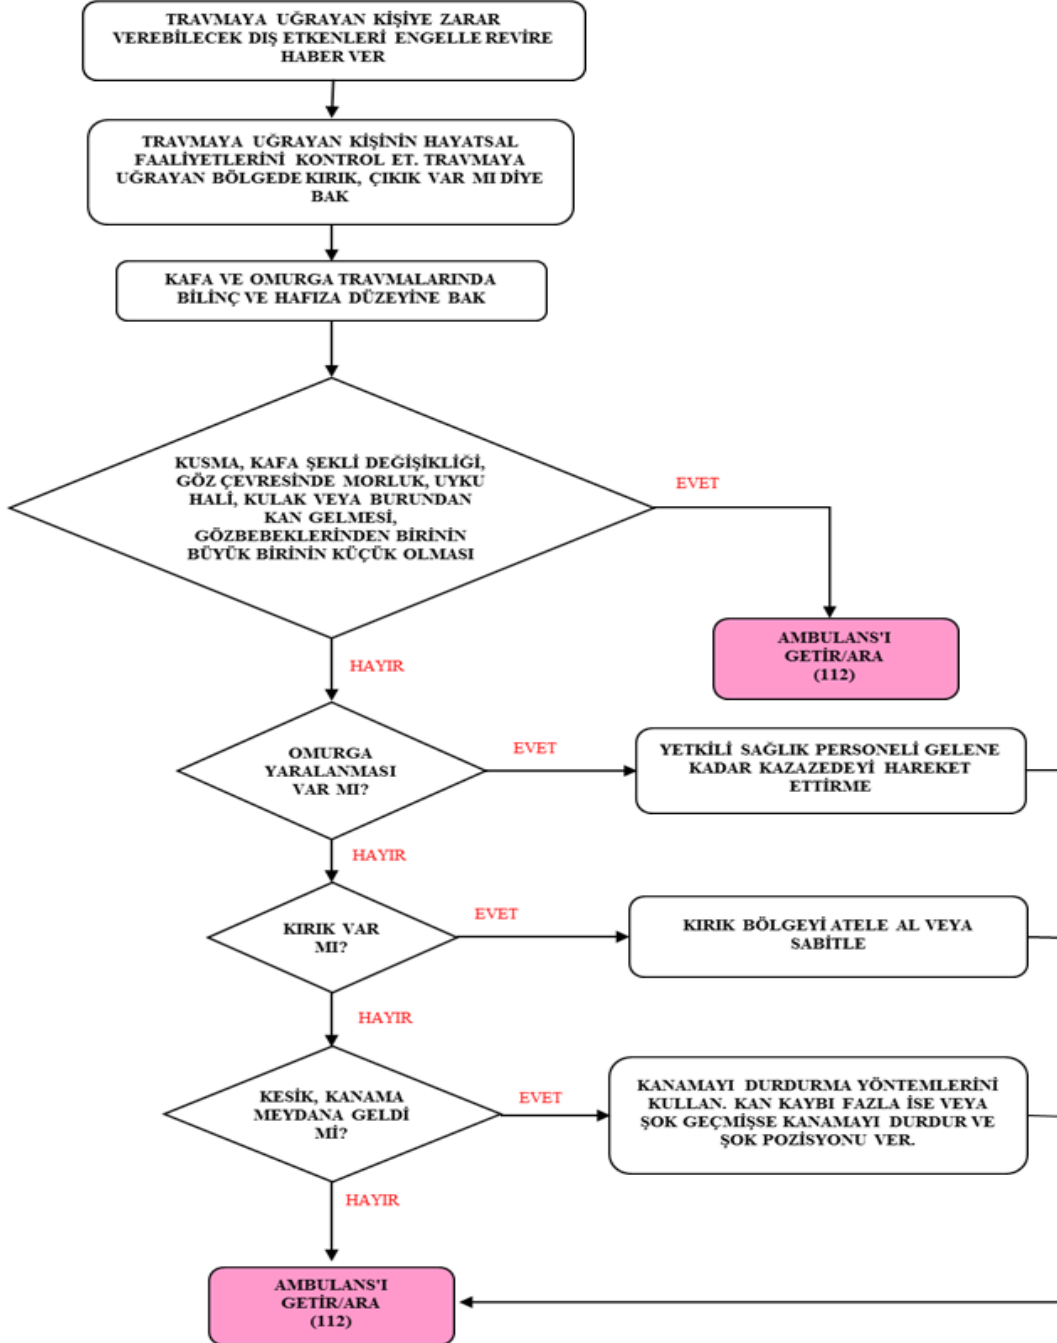 TRAVMAYA UĞRAYAN KİŞİYE ZARAR
VEREBİLECEK DIŞ ETKENLERİ ENGELLE REVİRE
HABER VER
TRAVMAYA UĞRAYAN KİŞİNİN HAYATSAL
FAALİYETLERİNİ KONTROL ET. TRAVMAYA
UĞRAYAN BÖLGEDE KIRIK, ÇIKIK VAR MI DİYE
BAK
KAFA VE OMURGA TRAVMALARINDA
BİLİNÇ VE HAFIZA DÜZEYİNE BAK
KUSMA, KAFA ŞEKLİ DEĞİŞİKLİĞİ,
GÖZ ÇEVRESİNDE MORLUK, UYKU
HALİ, KULAK VEYA BURUNDAN
KAN GELMESİ,
GÖZBEBEKLERİNDEN BİRİNİN
BÜYÜK BİRİNİN KÜÇÜK OLMASI
EVET
AMBULANS'I
GETİR/ARA
(112)
HAYIR
OMURGA
YARALANMASI
VAR MI?
EVET
YETKİLİ SAĞLIK PERSONELİ GELENE
KADAR KAZAZEDEYİ HAREKET
ETTİRME
HAYIR
KIRIK VAR
MI?
EVET
KIRIK BÖLGEYİ ATELE AL VEYA
SABİTLE
HAYIR
KESİK, KANAMA
MEYDANA GELDİ
Mİ?
EVET
KANAMAYI DURDURMA YÖNTEMLERİNİ
KULLAN. KAN KAYBI FAZLA İSE VEYA
ŞOK GEÇMİŞSE KANAMAYI DURDUR VE
ŞOK POZİSYONU VER.
HAYIR
AMBULANS'I
GETİR/ARA
(112)